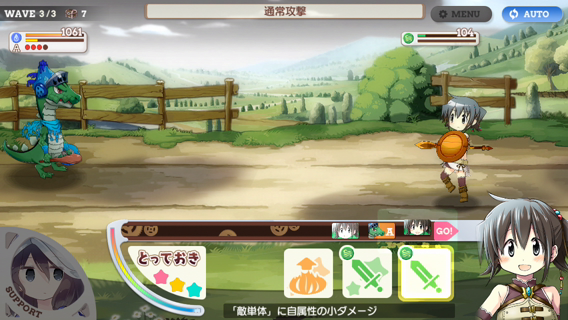 WAVE 3/3 7
通常攻撃
MENU
AUTO
1061
A
104
A
GO!
とっておき
SUPPORT
「敵単体」に自属性の小ダメージ